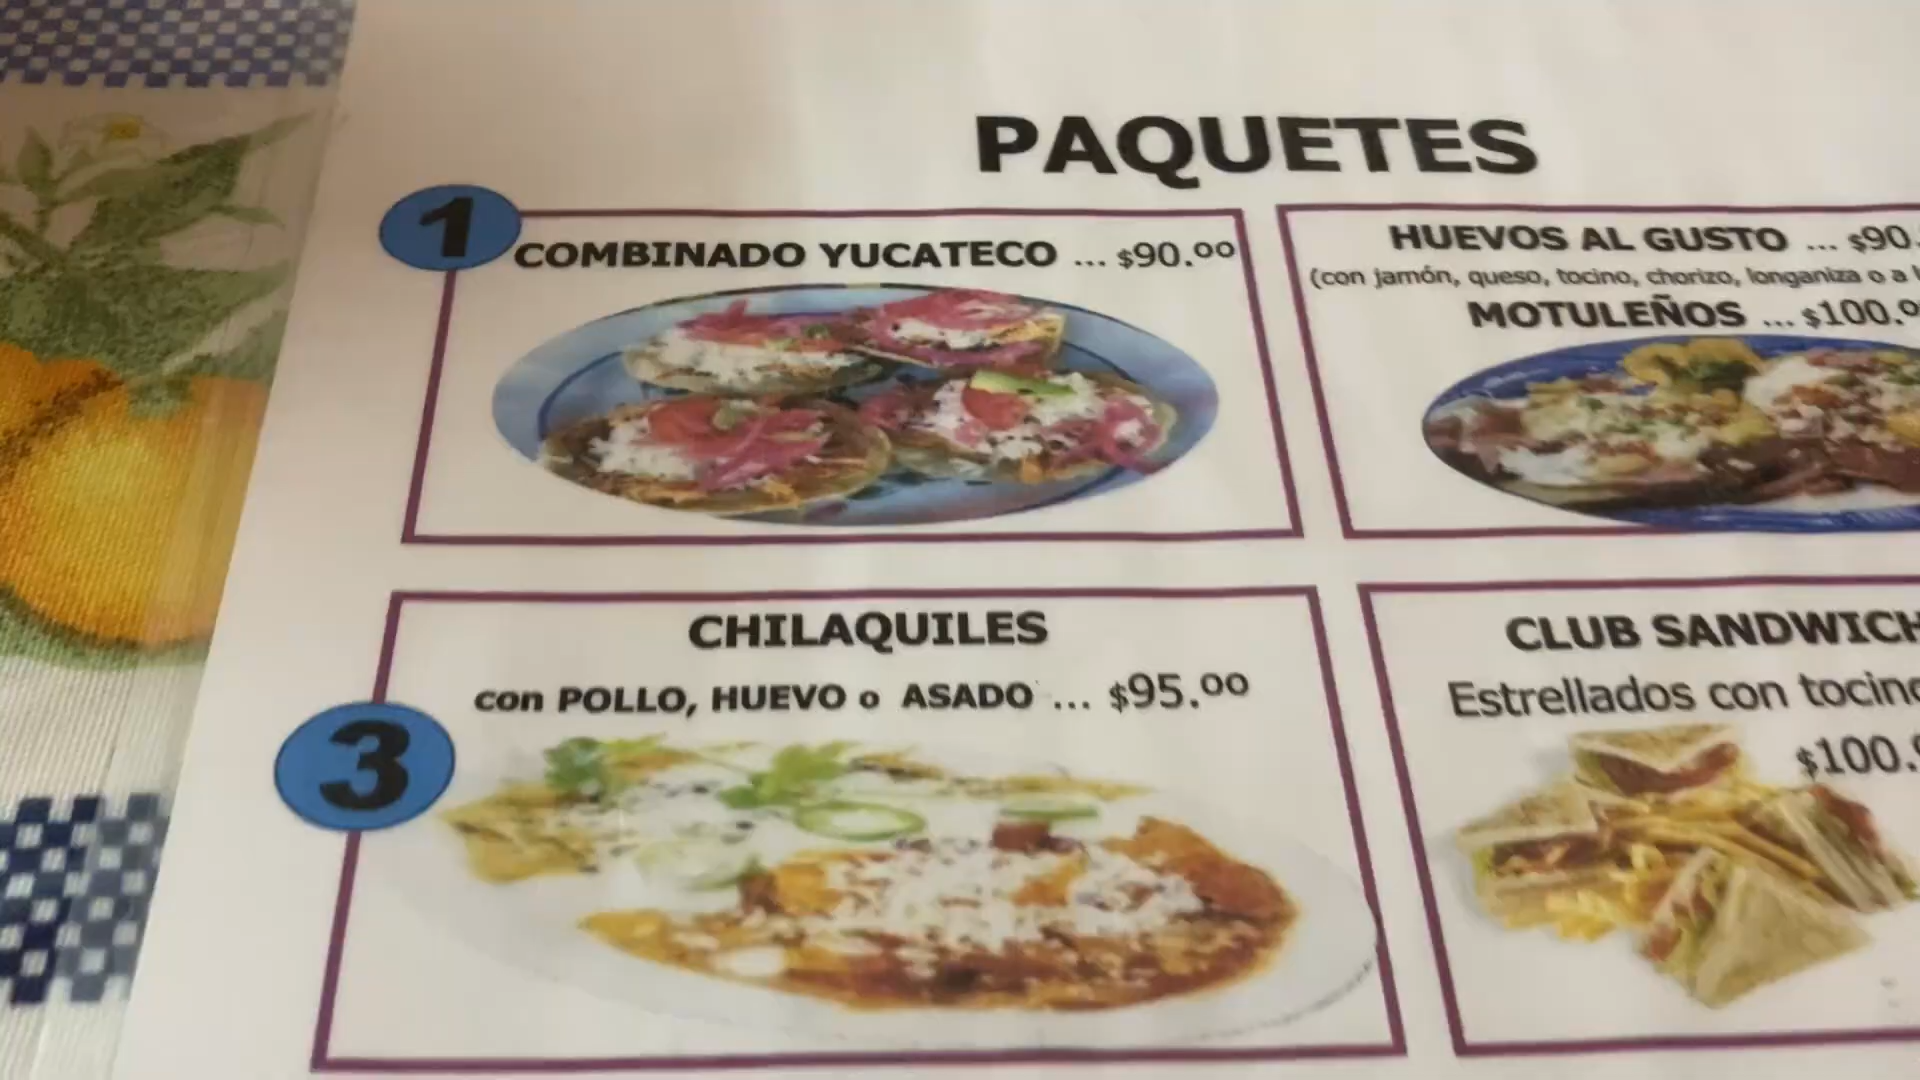 PAQUETES
1
COMBINADO YUCATECO ... $90.00
HUEVOS AL GUSTO ... $90.
(con jamón, queso, tocino, chorizo, longaniza o a
MOTULEÑOS ... $100.0
CHILAQUILES
con POLLO, HUEVO o ASADO ... $95.00
3
CLUB SANDWICH
Estrellados con tocino
$100.